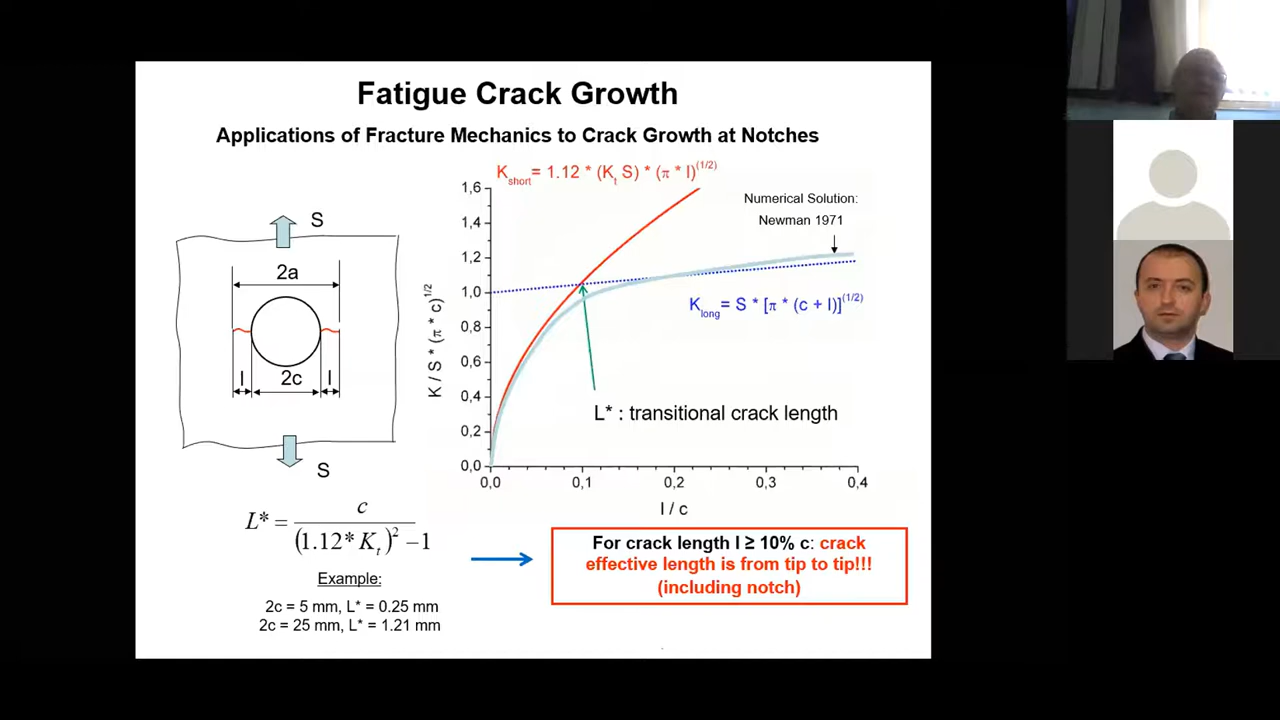 Fatigue Crack Growth
Applications of Fracture Mechanics to Crack Growth at Notches
S
2a
l
2c
l
S
K_short= 1.12 * (K_t S) * (π * l)^(1/2)
Numerical Solution:
Newman 1971
K_long= S * [π * (c + l)]^(1/2)
L* : transitional crack length
K / S * (π * c)^1/2
1,6
1,4
1,2
1,0
0,8
0,6
0,4
0,2
0,0
0,0 0,1 0,2 0,3 0,4
l / c
L* = c / (1.12* K_t)^2 −1
Example:
2c = 5 mm, L* = 0.25 mm
2c = 25 mm, L* = 1.21 mm
For crack length l ≥ 10% c: crack
effective length is from tip to tip!!!
(including notch)